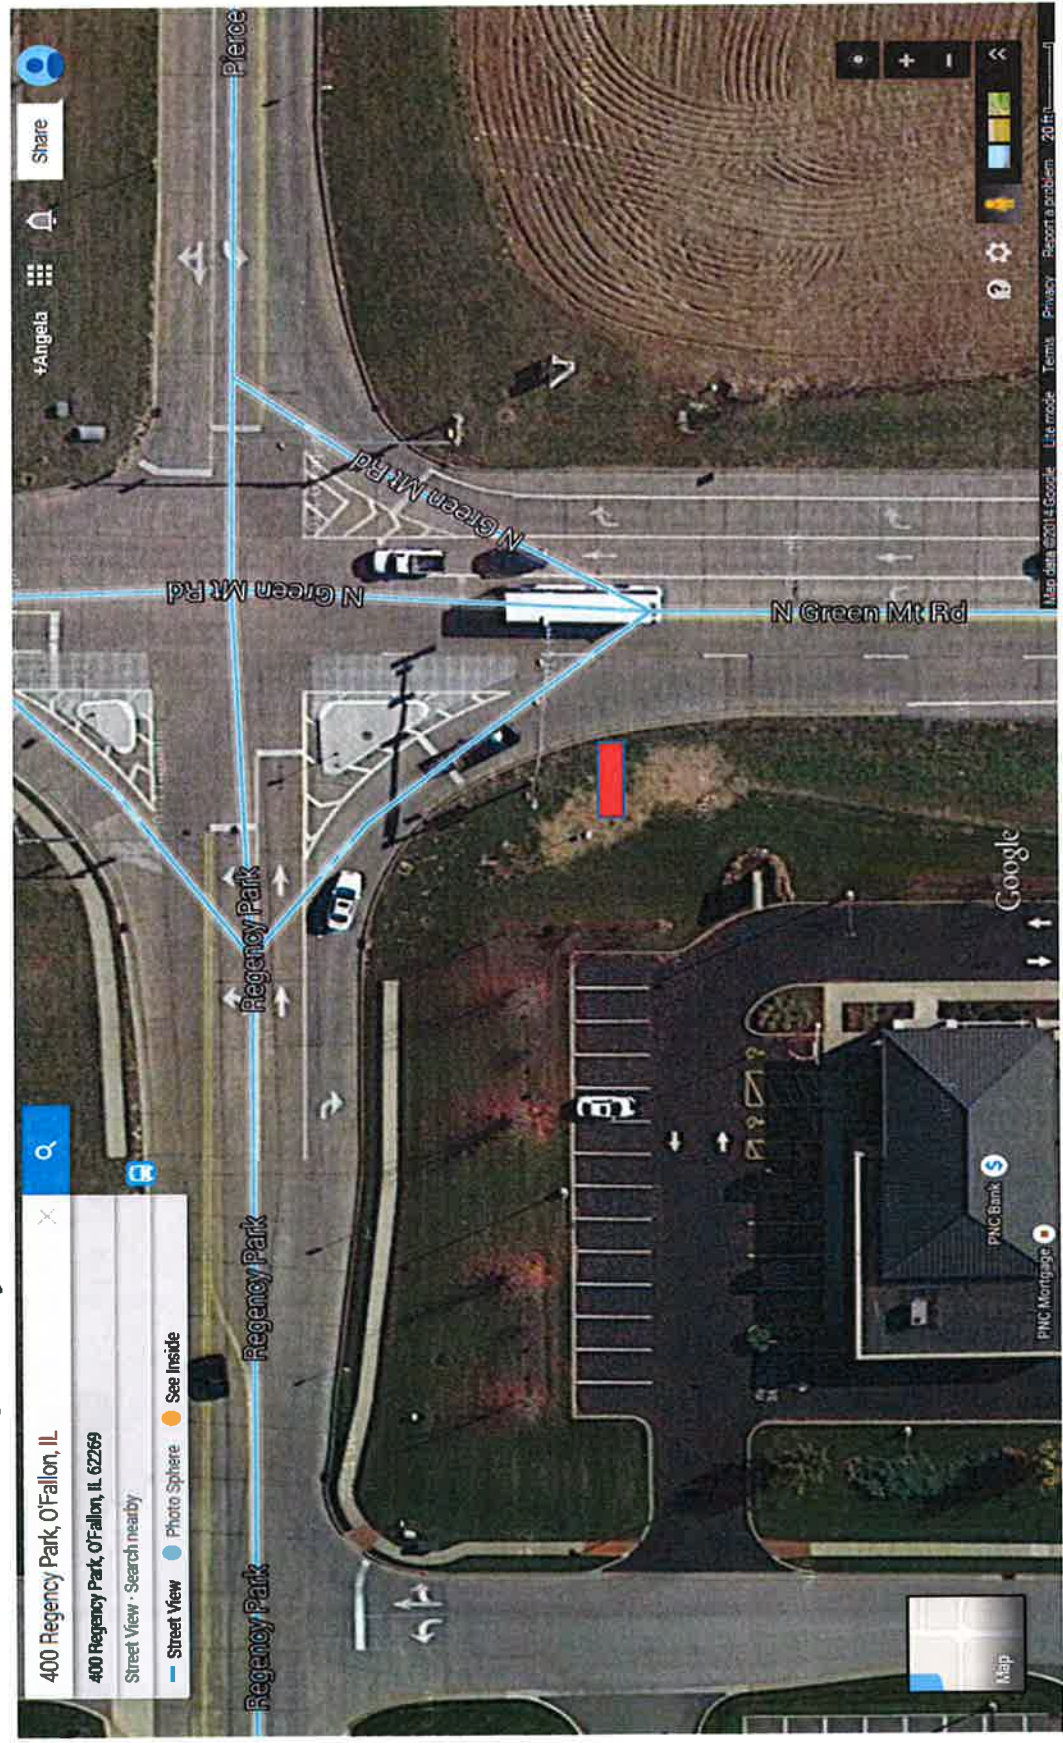 400 Regency Park, O'Fallon, IL
400 Regency Park, O'Fallon, IL 62269
Street View · Search nearby
Street View Photo Sphere See Inside
+Angela
Share
Regency Park
Regency Park
Regency Park
Pierce
N Green Mt Rd
N Green Mt Rd
N Green Mt Rd
PNC Bank
PNC Mortgage
Google
Map
Map data ©2014 Google Lite mode Terms Privacy Report a problem 20 ft